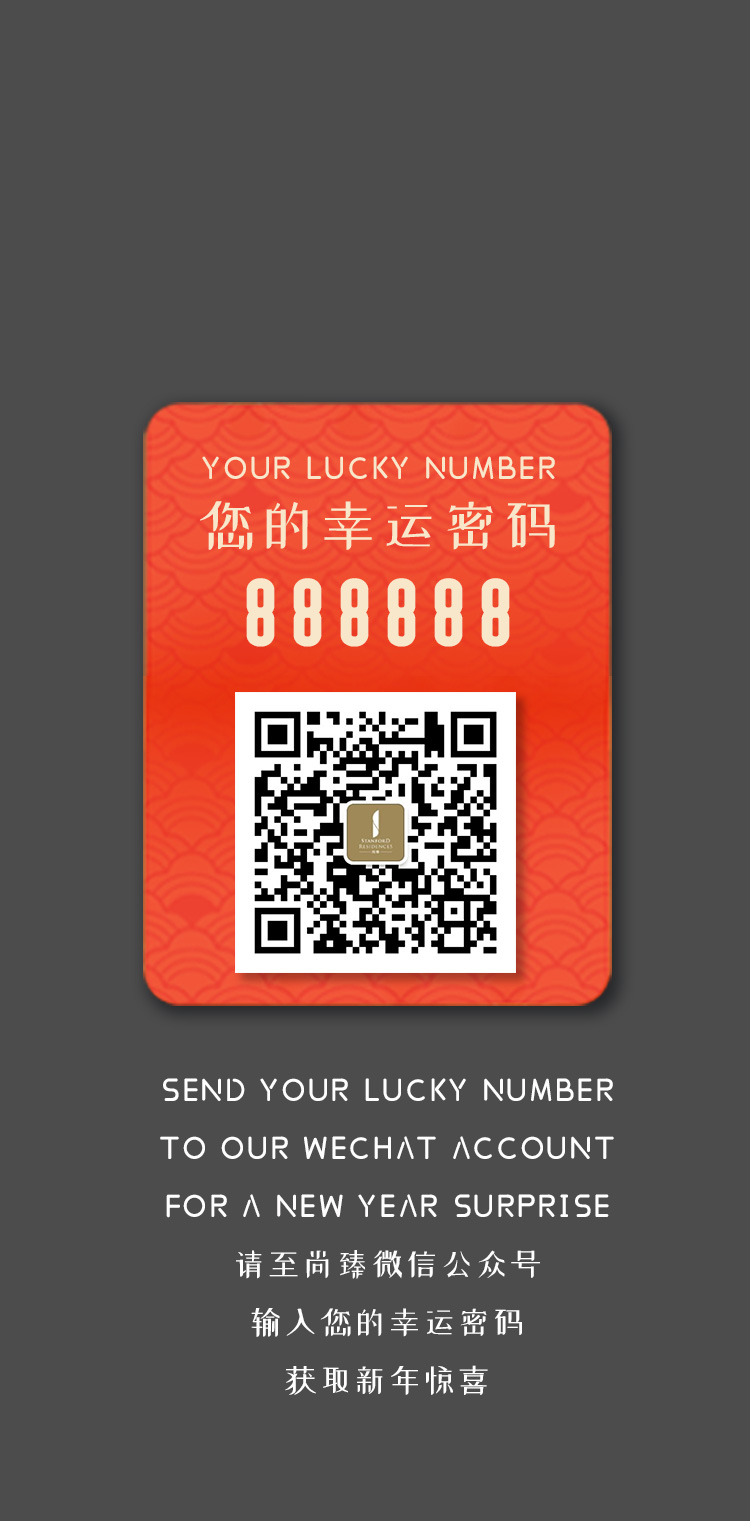 YOUR LUCKY NUMBER
您的幸运密码
888888
STANFORD
RESIDENCES
SEND YOUR LUCKY NUMBER
TO OUR WECHAT ACCOUNT
FOR A NEW YEAR SURPRISE
请至尚臻微信公众号
输入您的幸运密码
获取新年惊喜